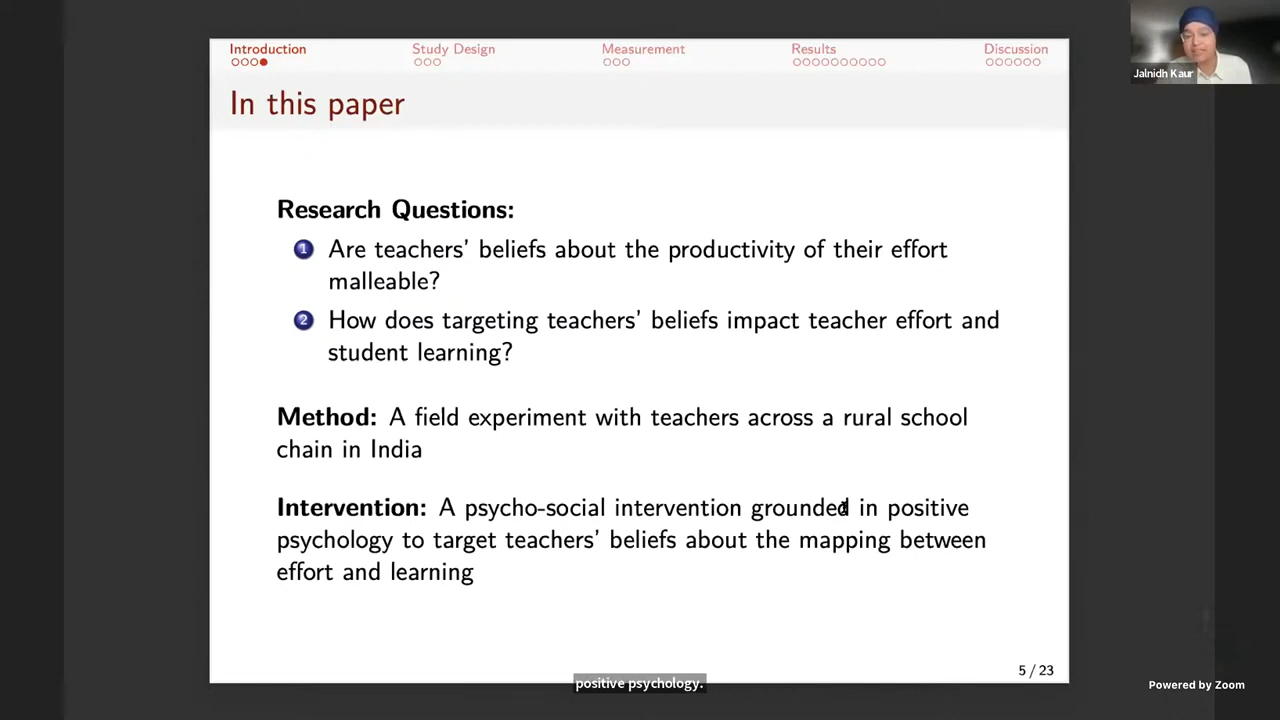 Introduction
Study Design
Measurement
Results
Discussion
Jalnidh Kaur
In this paper
Research Questions:
1 Are teachers' beliefs about the productivity of their effort
malleable?
2 How does targeting teachers' beliefs impact teacher effort and
student learning?
Method: A field experiment with teachers across a rural school
chain in India
Intervention: A psycho-social intervention grounded in positive
psychology to target teachers' beliefs about the mapping between
effort and learning
5 / 23
positive psychology.
Powered by Zoom